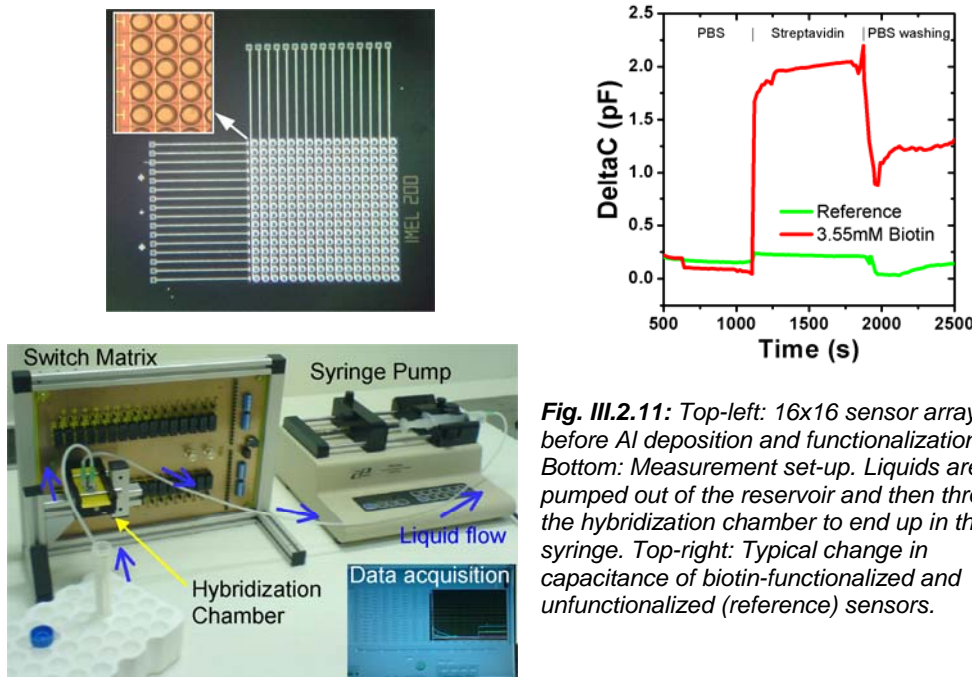 IMEL 200
PBS | Streptavidin | PBS washing
2.5
2.0
1.5
1.0
0.5
0.0
DeltaC (pF)
Reference
3.55mM Biotin
500 1000 1500 2000 2500
Time (s)
Switch Matrix
Syringe Pump
Liquid flow
Hybridization
Chamber
Data acquisition
Fig. III.2.11: Top-left: 16x16 sensor array
before Al deposition and functionalization
Bottom: Measurement set-up. Liquids are
pumped out of the reservoir and then thro
the hybridization chamber to end up in th
syringe. Top-right: Typical change in
capacitance of biotin-functionalized and
unfunctionalized (reference) sensors.